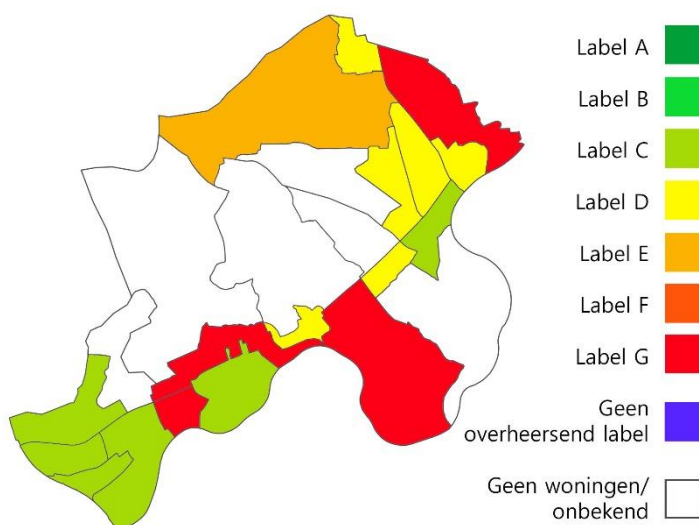 Label A
Label B
Label C
Label D
Label E
Label F
Label G
Geen
overheersend label
Geen woningen/
onbekend